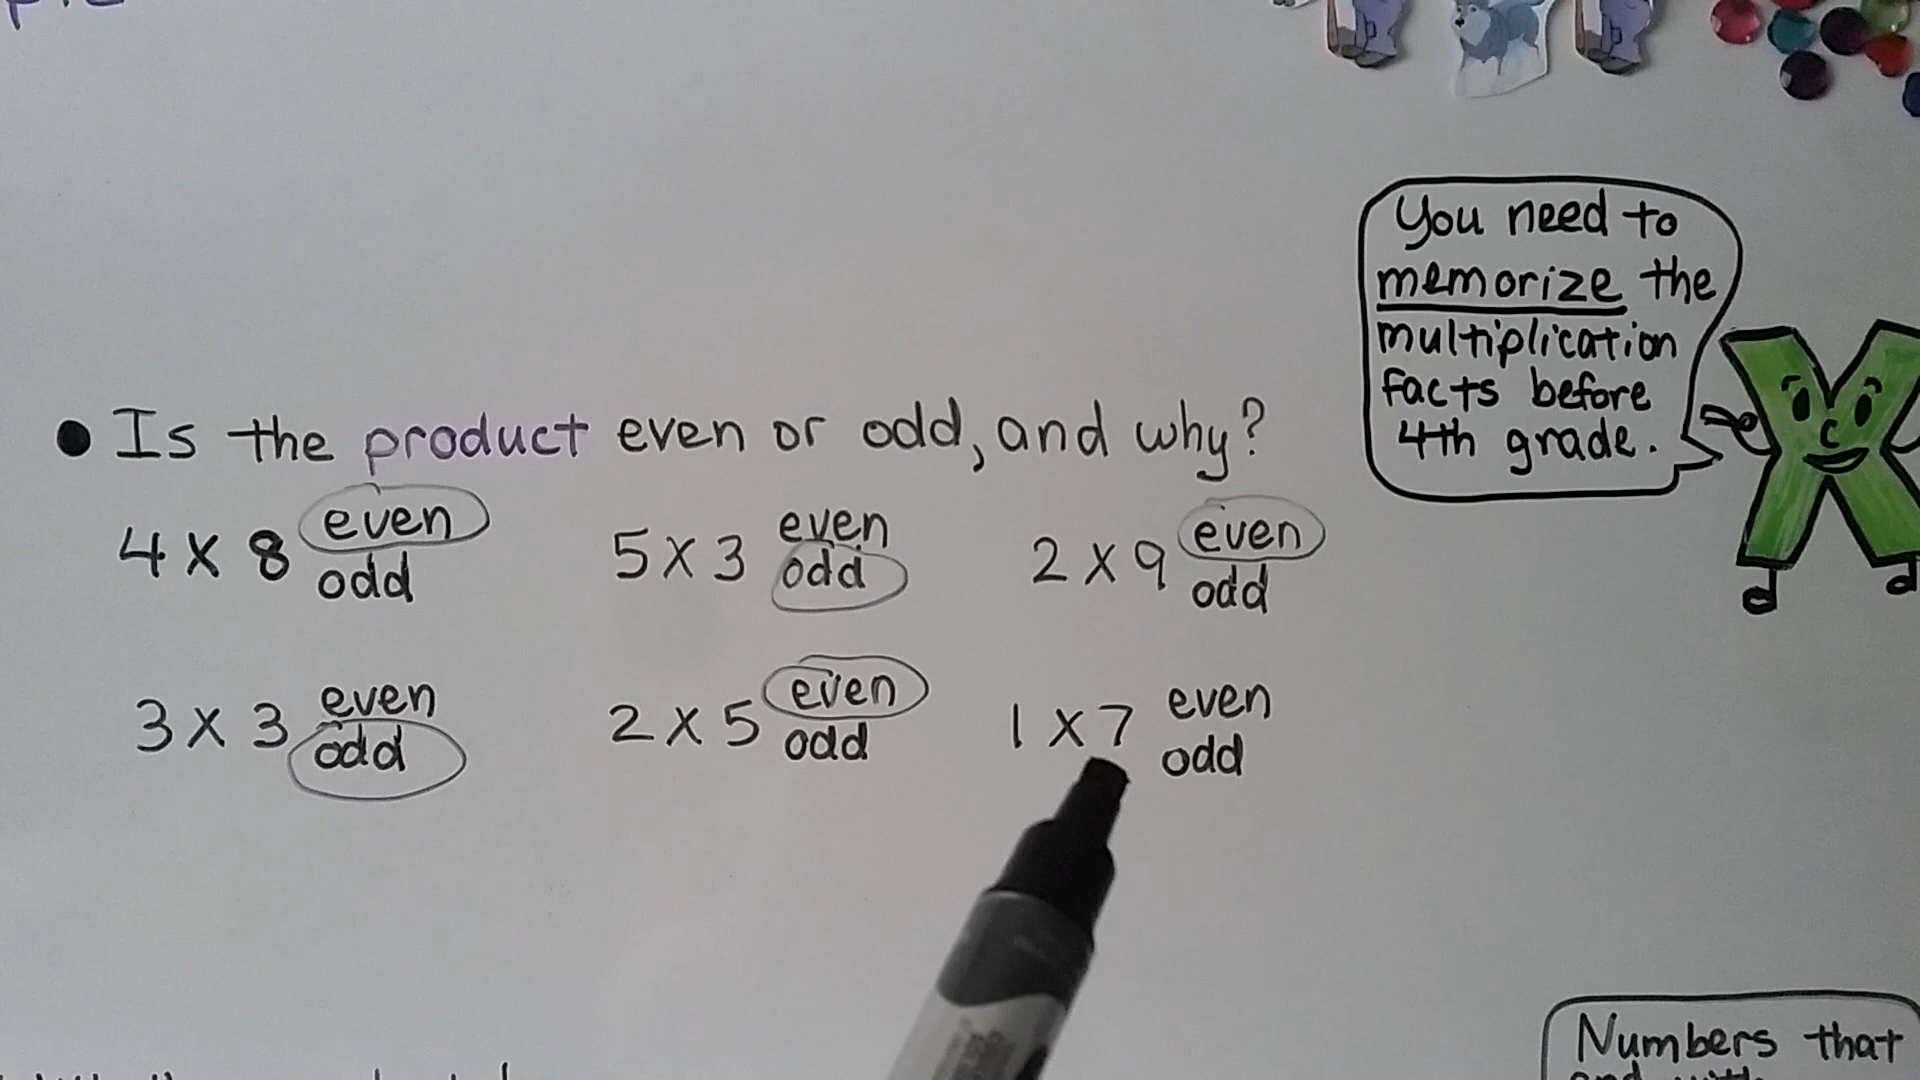 You need to
memorize the
multiplication
facts before
4th grade.
• Is the product even or odd, and why?
4 x 8 even
odd
5 x 3 even
odd
2 x 9 even
odd
3 x 3 even
odd
2 x 5 even
odd
1 x 7 even
odd
Numbers that